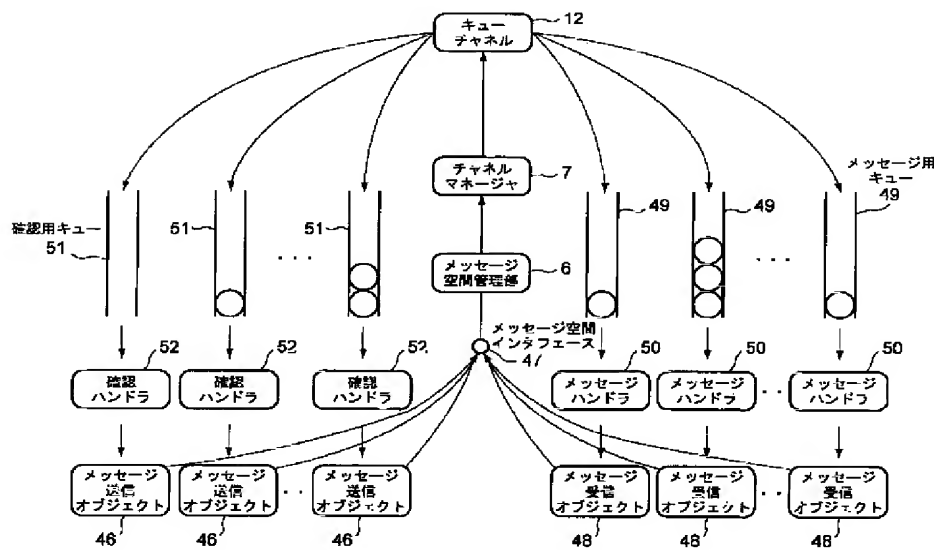 12
キュー
チャネル
チャネル
マネージャ
7
メッセージ用
キュー
49
49
49
確認用キュー
51
51
51
・・・
・・・
メッセージ
空間管理部
6
メッセージ空間
インタフェース
47
52
52
52
50
50
50
確認
ハンドラ
確認
ハンドラ
確認
ハンドラ
メッセージ
ハンドラ
メッセージ
ハンドラ
・・
メッセージ
ハンドラ
メッセージ
送信
オブジェクト
メッセージ
送信
オブジェクト
・・
メッセージ
送信
オブジェクト
メッセージ
受信
オブジェクト
メッセージ
受信
オブジェクト
・・
メッセージ
受信
オブジェクト
46
46
46
48
48
48